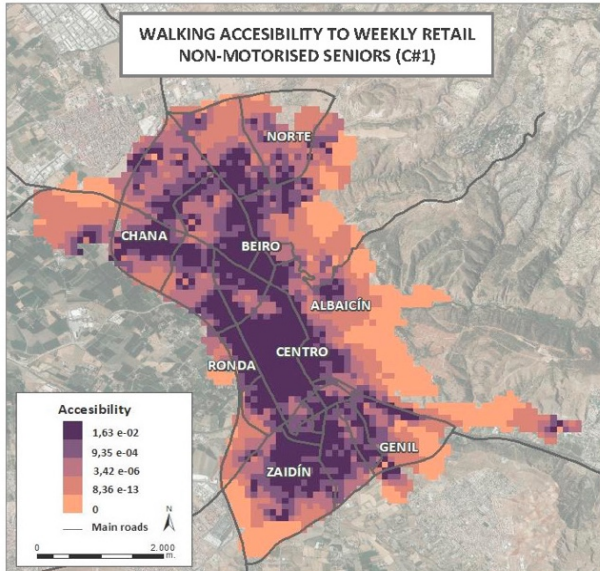 WALKING ACCESIBILITY TO WEEKLY RETAIL
NON-MOTORISED SENIORS (C#1)
NORTE
CHANA
BEIRO
ALBAICÍN
CENTRO
RONDA
GENIL
ZAIDÍN
Accesibility
1,63 e-02
9,35 e-04
3,42 e-06
8,36 e-13
0
Main roads
N
0
2.000
m.